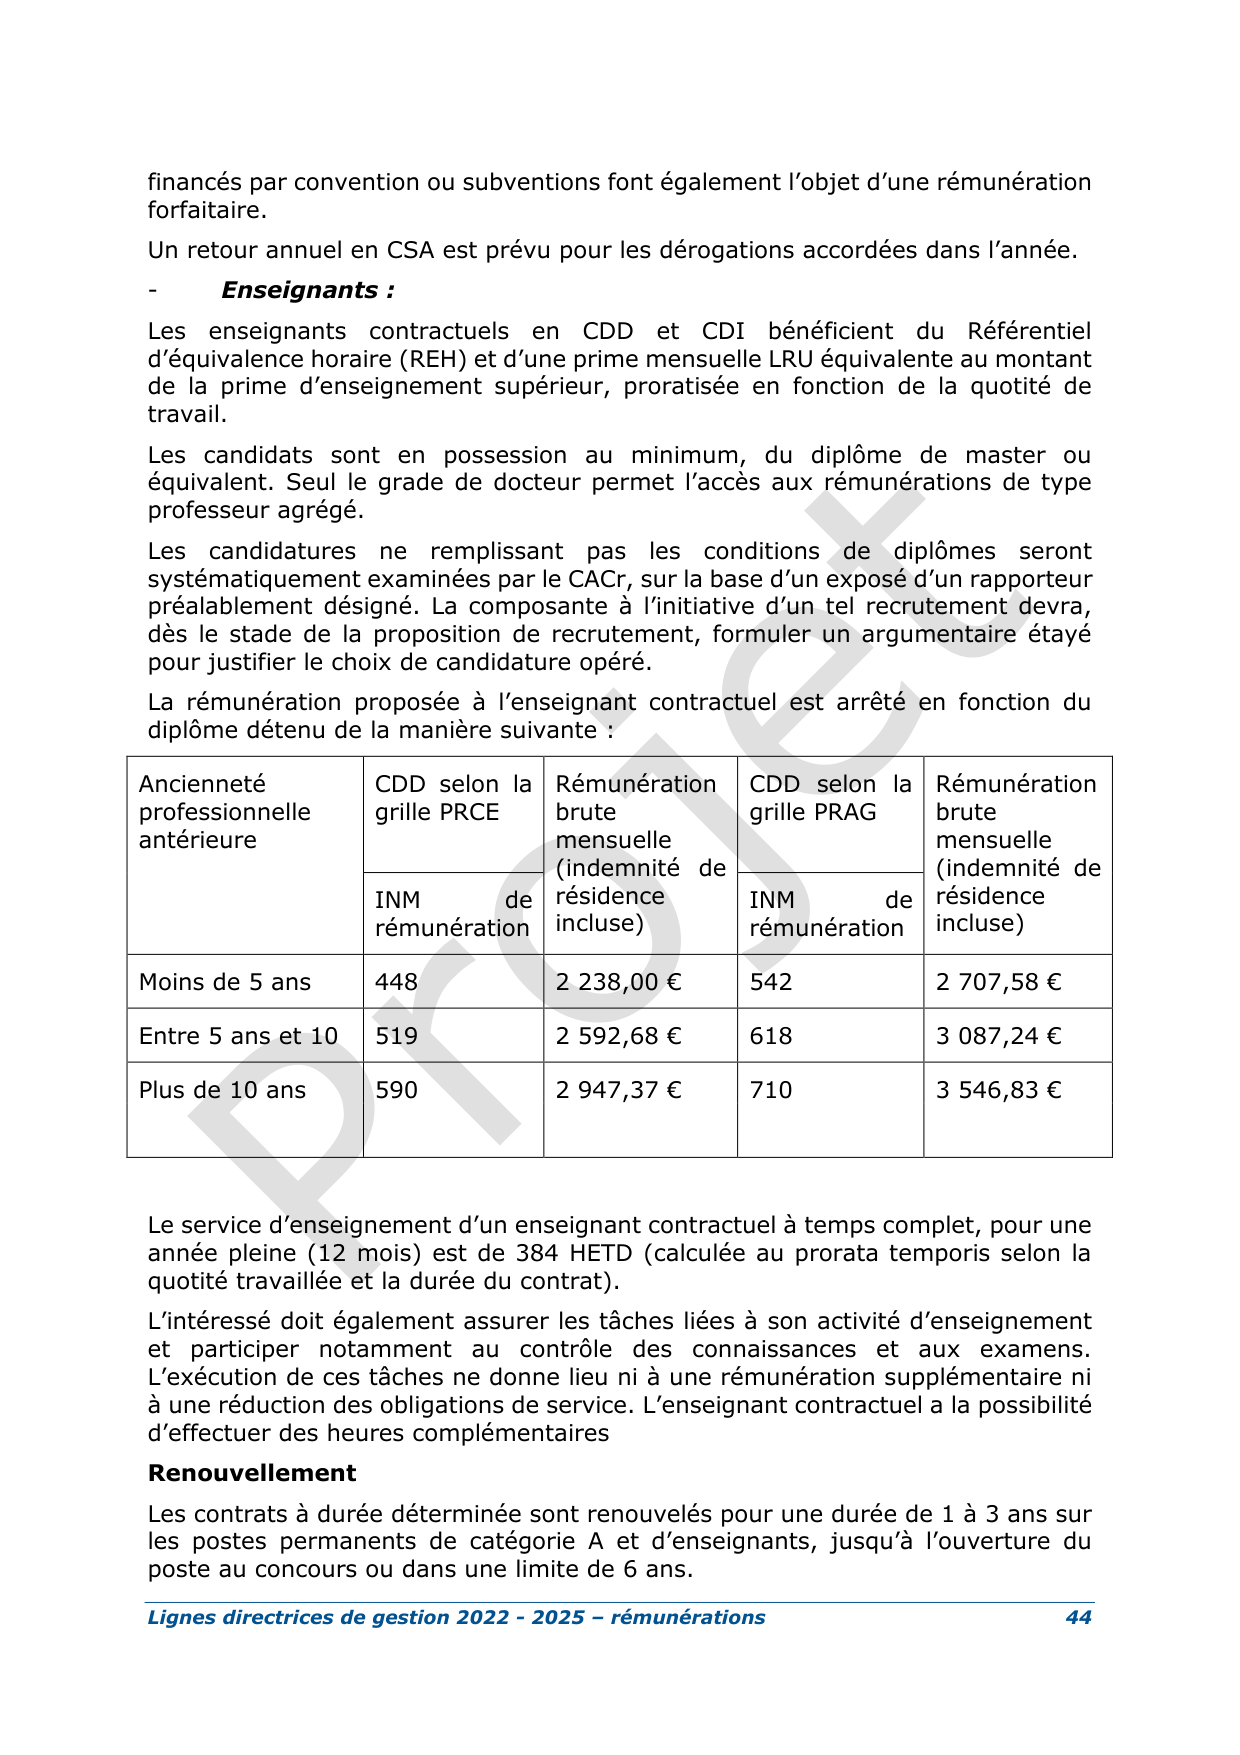 financés par convention ou subventions font également l’objet d’une rémunération
forfaitaire.
Un retour annuel en CSA est prévu pour les dérogations accordées dans l’année.
- Enseignants :
Les enseignants contractuels en CDD et CDI bénéficient du Référentiel
d’équivalence horaire (REH) et d’une prime mensuelle LRU équivalente au montant
de la prime d’enseignement supérieur, proratisée en fonction de la quotité de
travail.
Les candidats sont en possession au minimum, du diplôme de master ou
équivalent. Seul le grade de docteur permet l’accès aux rémunérations de type
professeur agrégé.
Les candidatures ne remplissant pas les conditions de diplômes seront
systématiquement examinées par le CACr, sur la base d’un exposé d’un rapporteur
préalablement désigné. La composante à l’initiative d’un tel recrutement devra,
dès le stade de la proposition de recrutement, formuler un argumentaire étayé
pour justifier le choix de candidature opéré.
La rémunération proposée à l’enseignant contractuel est arrêté en fonction du
diplôme détenu de la manière suivante :
Ancienneté
professionnelle
antérieure
CDD selon la
grille PRCE
INM de
rémunération
Rémunération
brute
mensuelle
(indemnité de
résidence
incluse)
CDD selon la
grille PRAG
INM de
rémunération
Rémunération
brute
mensuelle
(indemnité de
résidence
incluse)
Moins de 5 ans 448 2 238,00 € 542 2 707,58 €
Entre 5 ans et 10 519 2 592,68 € 618 3 087,24 €
Plus de 10 ans 590 2 947,37 € 710 3 546,83 €
Le service d’enseignement d’un enseignant contractuel à temps complet, pour une
année pleine (12 mois) est de 384 HETD (calculée au prorata temporis selon la
quotité travaillée et la durée du contrat).
L’intéressé doit également assurer les tâches liées à son activité d’enseignement
et participer notamment au contrôle des connaissances et aux examens.
L’exécution de ces tâches ne donne lieu ni à une rémunération supplémentaire ni
à une réduction des obligations de service. L’enseignant contractuel a la possibilité
d’effectuer des heures complémentaires
Renouvellement
Les contrats à durée déterminée sont renouvelés pour une durée de 1 à 3 ans sur
les postes permanents de catégorie A et d’enseignants, jusqu’à l’ouverture du
poste au concours ou dans une limite de 6 ans.
Lignes directrices de gestion 2022 - 2025 – rémunérations 44
Projet